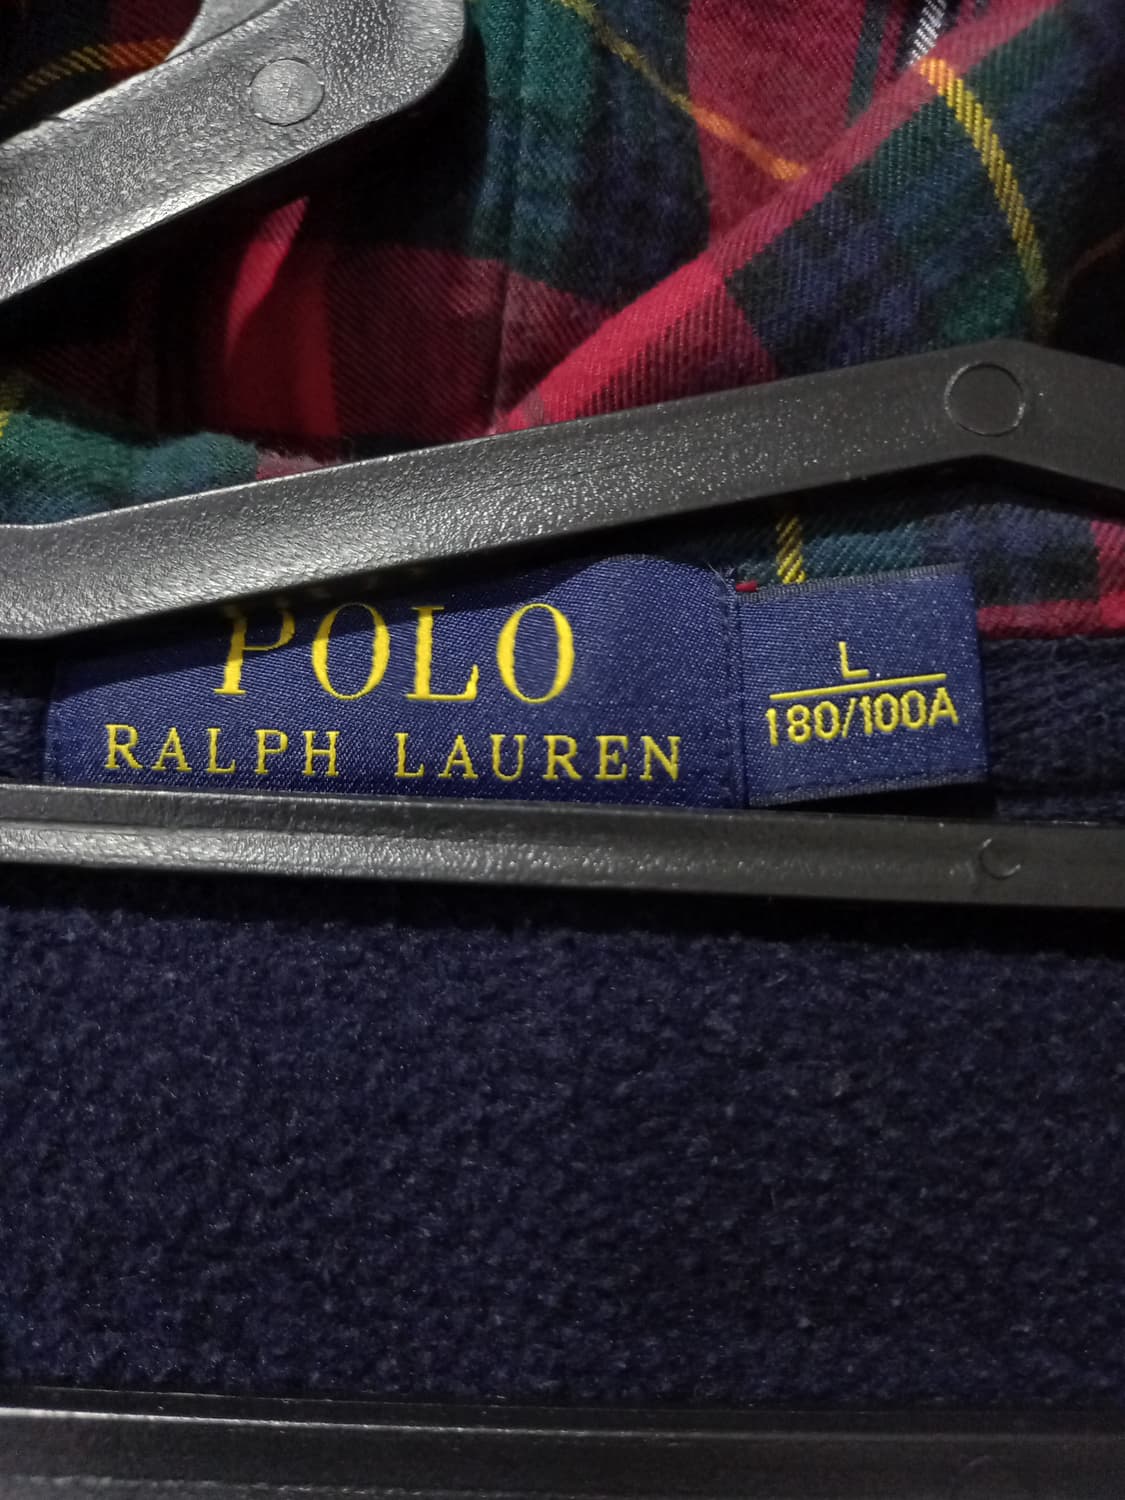 POLO
RALPH LAUREN
L
180/100A